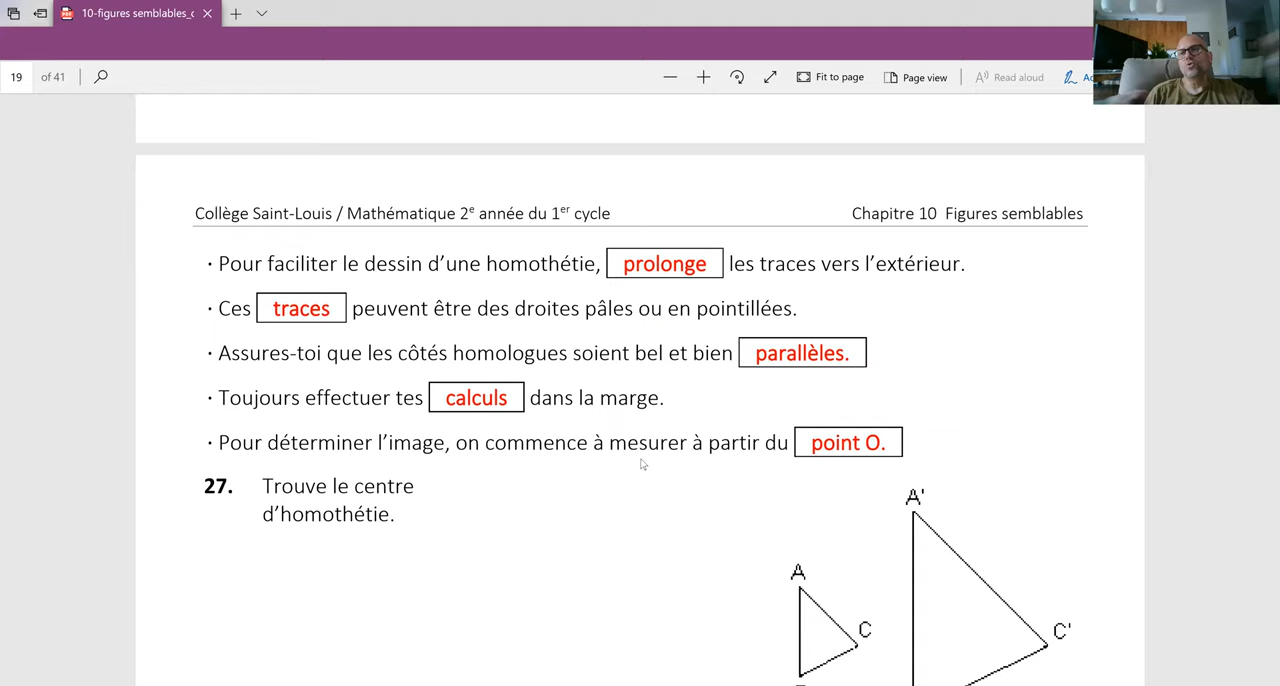 10-figures semblables_c
19 of 41
Fit to page
Page view
Read aloud
Collège Saint-Louis / Mathématique 2e année du 1er cycle
Chapitre 10 Figures semblables
· Pour faciliter le dessin d’une homothétie, prolonge les traces vers l’extérieur.
· Ces traces peuvent être des droites pâles ou en pointillées.
· Assures-toi que les côtés homologues soient bel et bien parallèles.
· Toujours effectuer tes calculs dans la marge.
· Pour déterminer l’image, on commence à mesurer à partir du point O.
27. Trouve le centre
d’homothétie.
A'
A
C
C'